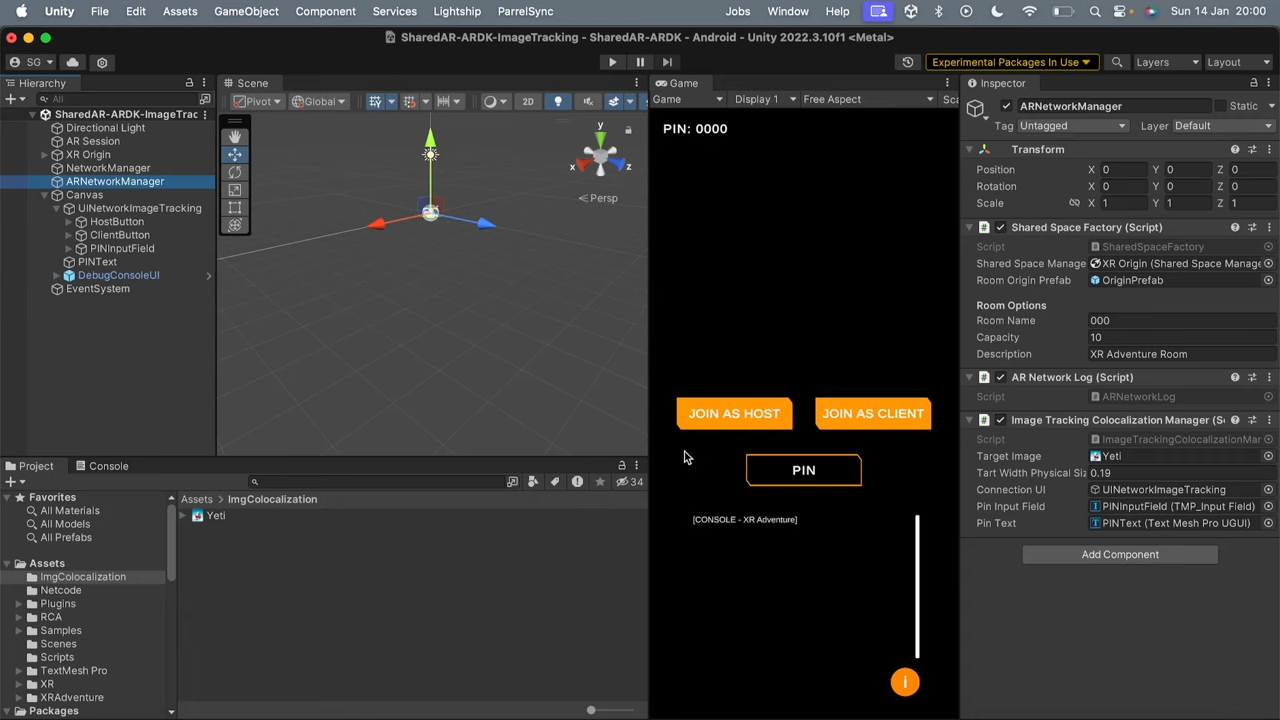 Unity File Edit Assets GameObject Component Services Lightship ParrelSync Jobs Window Help Sun 14 Jan 20:00
SharedAR-ARDK-ImageTracking - SharedAR-ARDK - Android - Unity 2022.3.10f1 <Metal>
SG Experimental Packages In Use Layers Layout
Hierarchy
All
SharedAR-ARDK-ImageTrac
Directional Light
AR Session
XR Origin
NetworkManager
ARNetworkManager
Canvas
UINetworkImageTracking
HostButton
ClientButton
PINInputField
PINText
DebugConsoleUI
EventSystem
Scene
Pivot Global 2D
y
x z
Persp
Game
Game Display 1 Free Aspect Sca
PIN: 0000
JOIN AS HOST JOIN AS CLIENT
PIN
[CONSOLE - XR Adventure]
i
Inspector
ARNetworkManager Static
Tag Untagged Layer Default
Transform
Position X 0 Y 0 Z 0
Rotation X 0 Y 0 Z 0
Scale X 1 Y 1 Z 1
Shared Space Factory (Script)
Script SharedSpaceFactory
Shared Space Manage XR Origin (Shared Space Manage
Room Origin Prefab OriginPrefab
Room Options
Room Name 000
Capacity 10
Description XR Adventure Room
AR Network Log (Script)
Script ARNetworkLog
Image Tracking Colocalization Manager (Sc
Script ImageTrackingColocalizationMar
Target Image Yeti
Tart Width Physical Siz 0.19
Connection UI UINetworkImageTracking
Pin Input Field PINInputField (TMP_Input Field)
Pin Text PINText (Text Mesh Pro UGUI)
Add Component
Project Console
34
Favorites
All Materials
All Models
All Prefabs
Assets
ImgColocalization
Netcode
Plugins
RCA
Samples
Scenes
Scripts
TextMesh Pro
XR
XRAdventure
Packages
Assets > ImgColocalization
Yeti